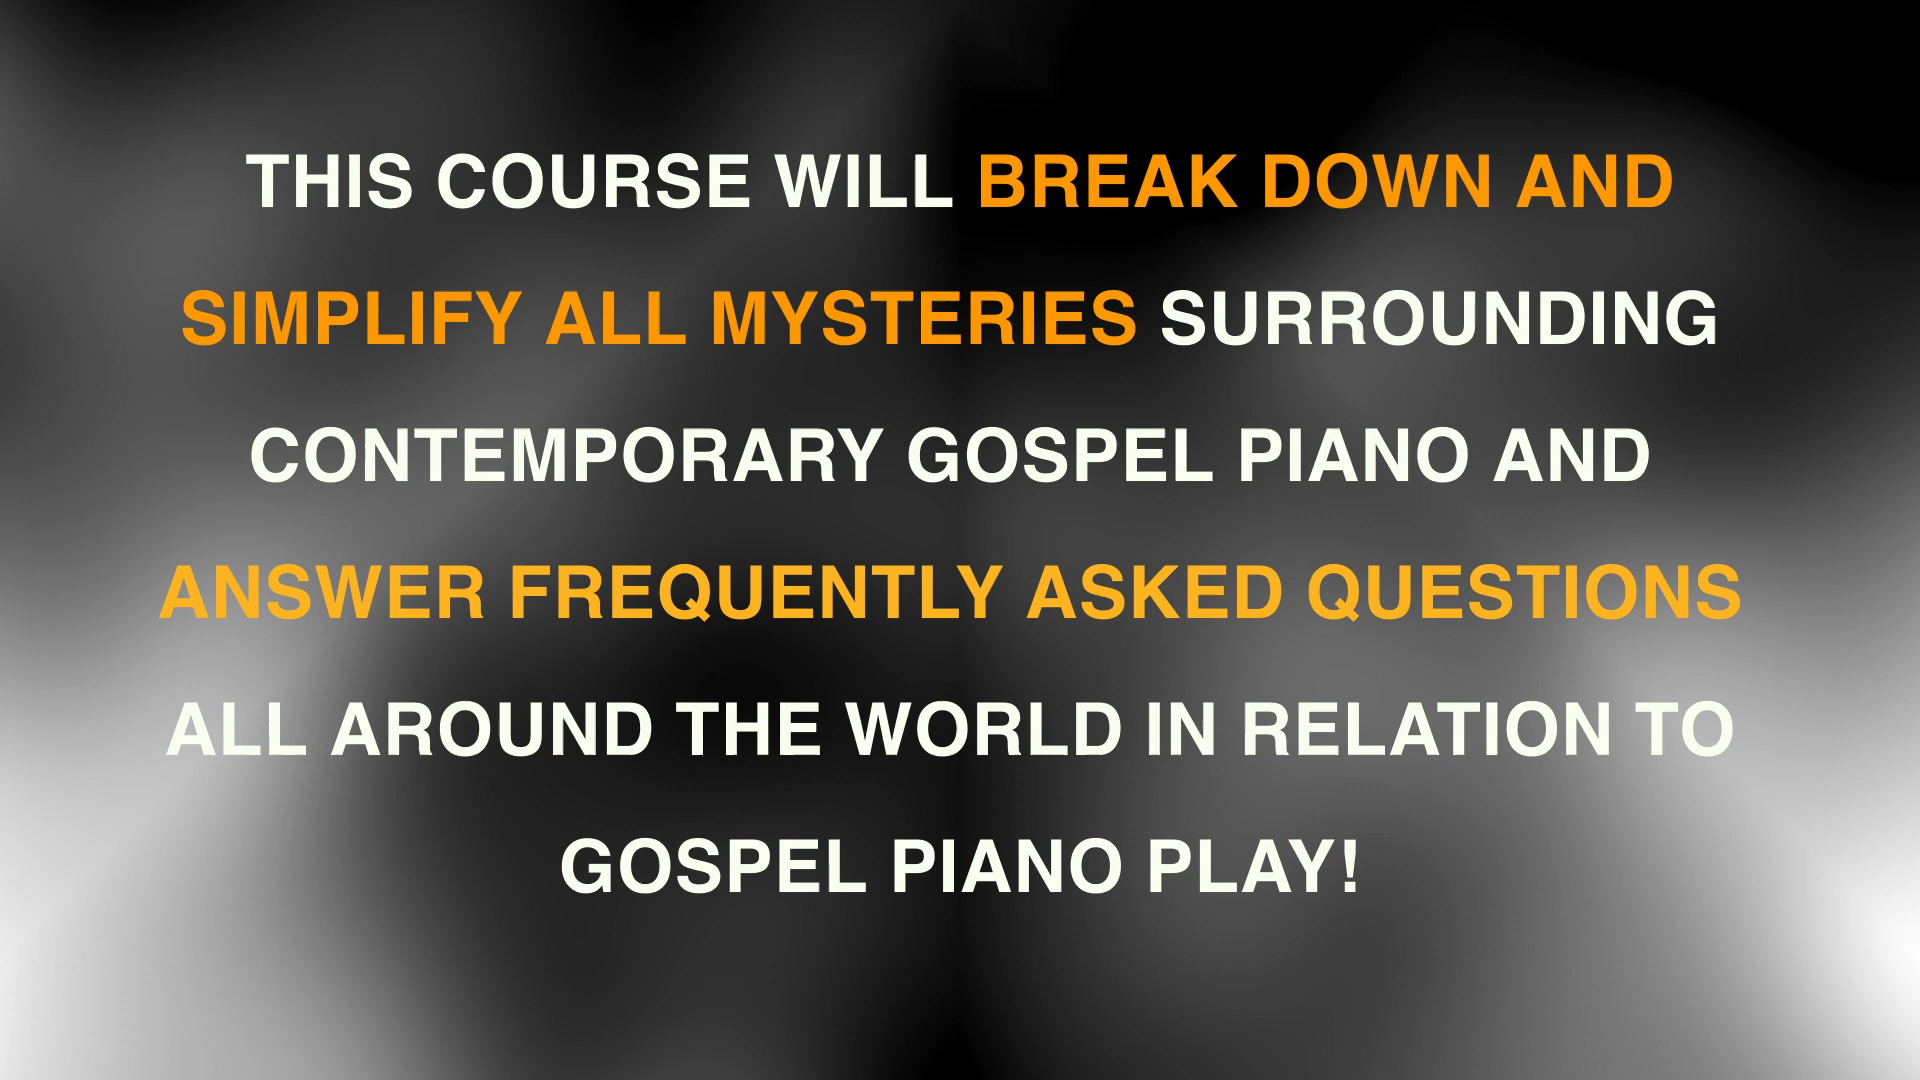 THIS COURSE WILL BREAK DOWN AND
SIMPLIFY ALL MYSTERIES SURROUNDING
CONTEMPORARY GOSPEL PIANO AND
ANSWER FREQUENTLY ASKED QUESTIONS
ALL AROUND THE WORLD IN RELATION TO
GOSPEL PIANO PLAY!